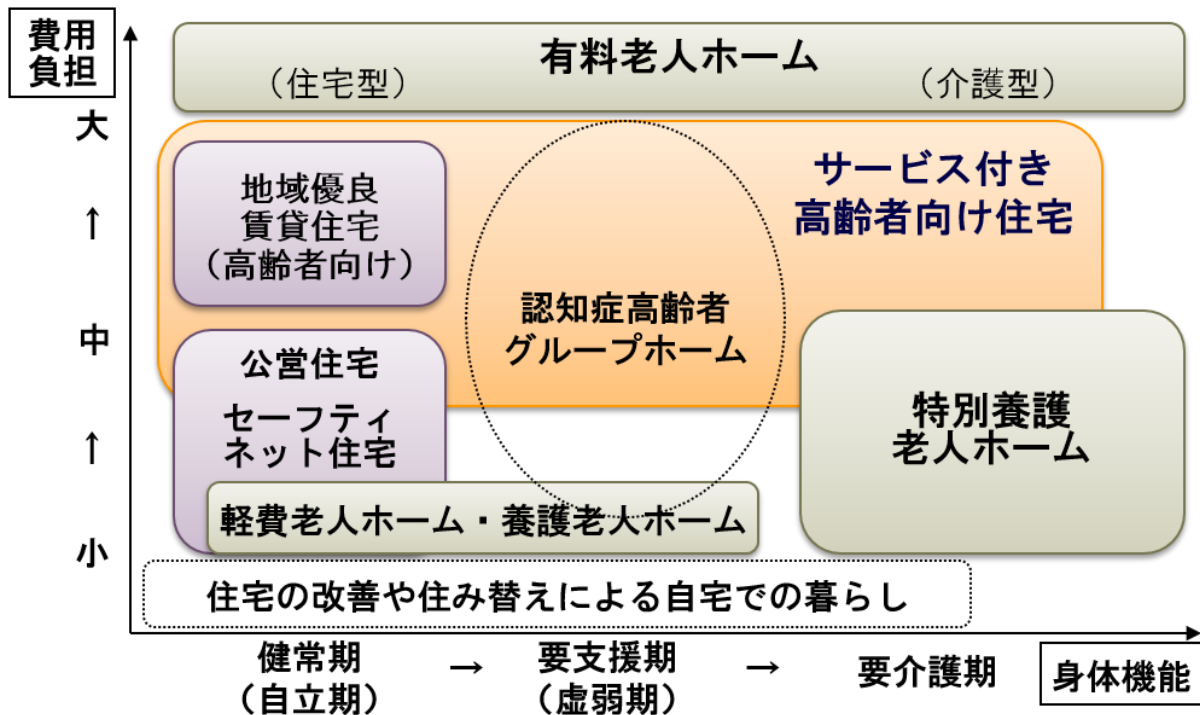 費用
負担
大
↑
中
↑
小
有料老人ホーム
（住宅型）
（介護型）
サービス付き
高齢者向け住宅
地域優良
賃貸住宅
（高齢者向け）
認知症高齢者
グループホーム
公営住宅
セーフティ
ネット住宅
特別養護
老人ホーム
軽費老人ホーム・養護老人ホーム
住宅の改善や住み替えによる自宅での暮らし
健常期
（自立期）
→
要支援期
（虚弱期）
→
要介護期
身体機能